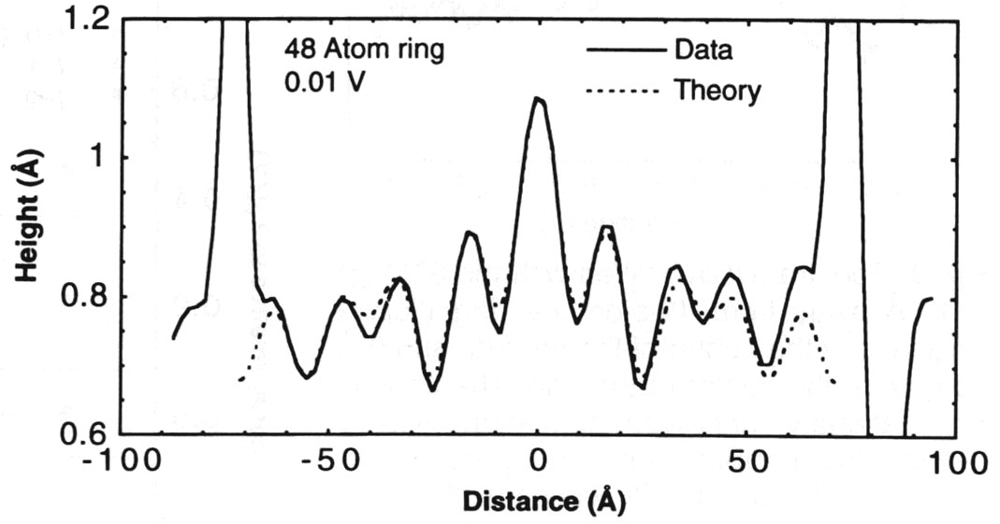 1.2
48 Atom ring
0.01 V
Data
Theory
1
0.8
0.6
Height (Å)
-100
-50
0
50
100
Distance (Å)